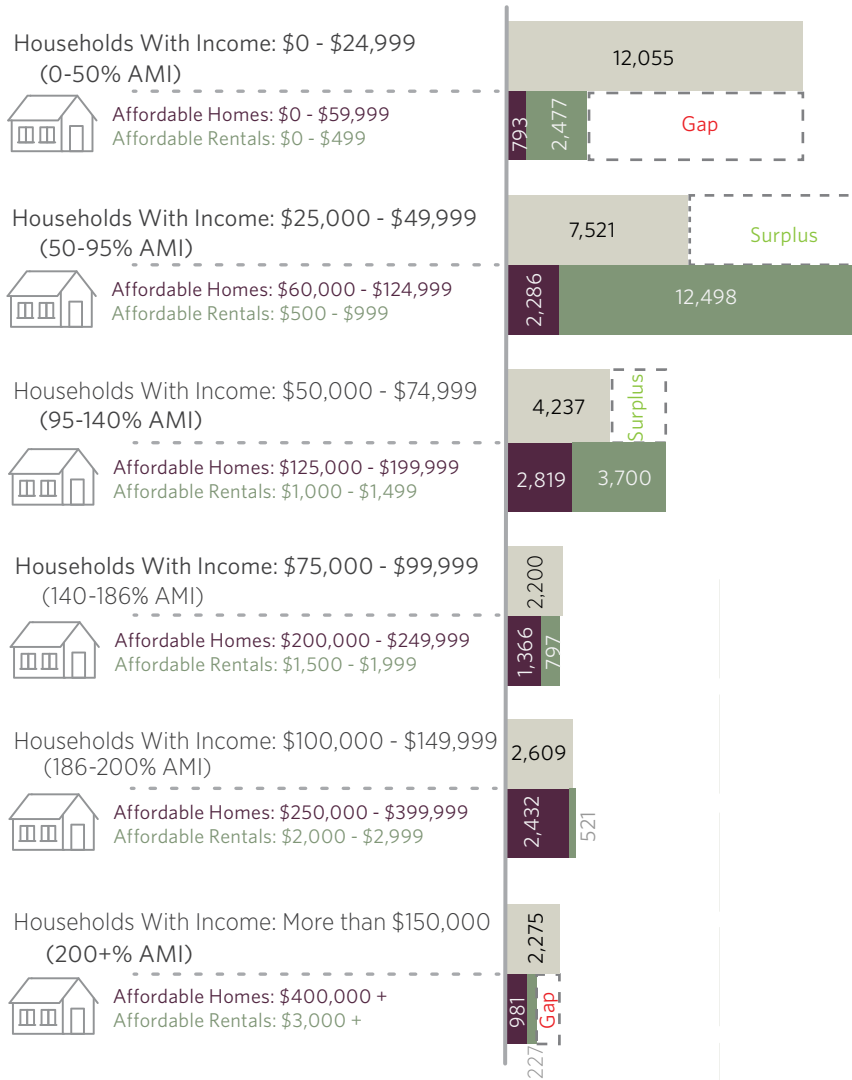 Households With Income: $0 - $24,999
(0-50% AMI)
12,055
Affordable Homes: $0 - $59,999
Affordable Rentals: $0 - $499
793
2,477
Gap
Households With Income: $25,000 - $49,999
(50-95% AMI)
7,521
Surplus
Affordable Homes: $60,000 - $124,999
Affordable Rentals: $500 - $999
2,286
12,498
Households With Income: $50,000 - $74,999
(95-140% AMI)
4,237
Surplus
Affordable Homes: $125,000 - $199,999
Affordable Rentals: $1,000 - $1,499
2,819
3,700
Households With Income: $75,000 - $99,999
(140-186% AMI)
2,200
Affordable Homes: $200,000 - $249,999
Affordable Rentals: $1,500 - $1,999
1,366
797
Households With Income: $100,000 - $149,999
(186-200% AMI)
2,609
Affordable Homes: $250,000 - $399,999
Affordable Rentals: $2,000 - $2,999
2,432
521
Households With Income: More than $150,000
(200+% AMI)
2,275
Affordable Homes: $400,000 +
Affordable Rentals: $3,000 +
981
227
Gap